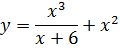 y = x³/(x + 6) + x²